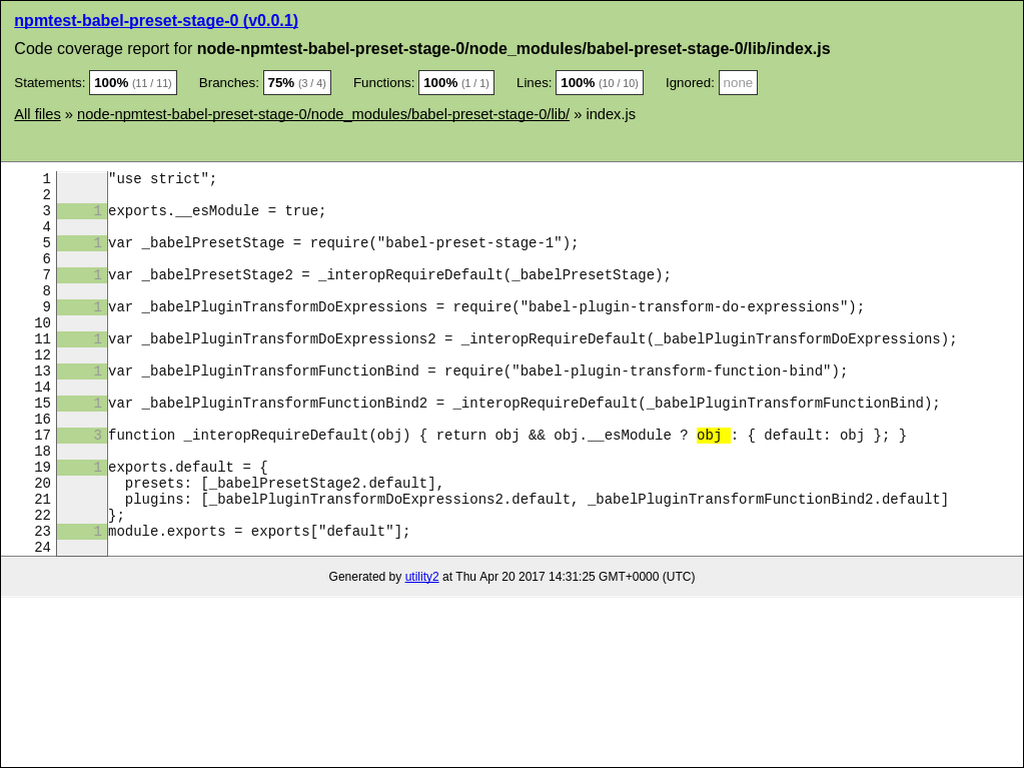 npmtest-babel-preset-stage-0 (v0.0.1)
Code coverage report for node-npmtest-babel-preset-stage-0/node_modules/babel-preset-stage-0/lib/index.js
Statements: 100% (11 / 11) Branches: 75% (3 / 4) Functions: 100% (1 / 1) Lines: 100% (10 / 10) Ignored: none
All files » node-npmtest-babel-preset-stage-0/node_modules/babel-preset-stage-0/lib/ » index.js
1 "use strict";
2
3 1 exports.__esModule = true;
4
5 1 var _babelPresetStage = require("babel-preset-stage-1");
6
7 1 var _babelPresetStage2 = _interopRequireDefault(_babelPresetStage);
8
9 1 var _babelPluginTransformDoExpressions = require("babel-plugin-transform-do-expressions");
10
11 1 var _babelPluginTransformDoExpressions2 = _interopRequireDefault(_babelPluginTransformDoExpressions);
12
13 1 var _babelPluginTransformFunctionBind = require("babel-plugin-transform-function-bind");
14
15 1 var _babelPluginTransformFunctionBind2 = _interopRequireDefault(_babelPluginTransformFunctionBind);
16
17 3 function _interopRequireDefault(obj) { return obj && obj.__esModule ? obj : { default: obj }; }
18
19 1 exports.default = {
20 presets: [_babelPresetStage2.default],
21 plugins: [_babelPluginTransformDoExpressions2.default, _babelPluginTransformFunctionBind2.default]
22 };
23 1 module.exports = exports["default"];
24
Generated by utility2 at Thu Apr 20 2017 14:31:25 GMT+0000 (UTC)